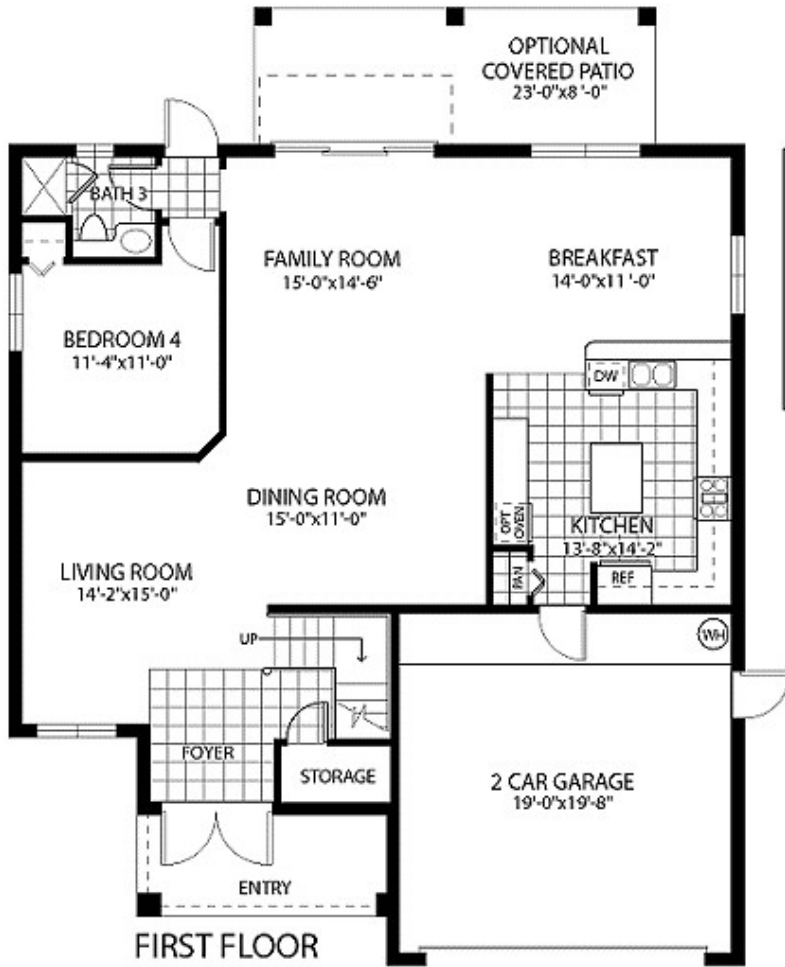 OPTIONAL
COVERED PATIO
23'-0"x8'-0"
BATH 3
FAMILY ROOM
15'-0"x14'-6"
BREAKFAST
14'-0"x11'-0"
BEDROOM 4
11'-4"x11'-0"
DW
DINING ROOM
15'-0"x11'-0"
OPT
OVEN
KITCHEN
13'-8"x14'-2"
LIVING ROOM
14'-2"x15'-0"
PAN
REF
UP
WH
FOYER
STORAGE
2 CAR GARAGE
19'-0"x19'-8"
ENTRY
FIRST FLOOR